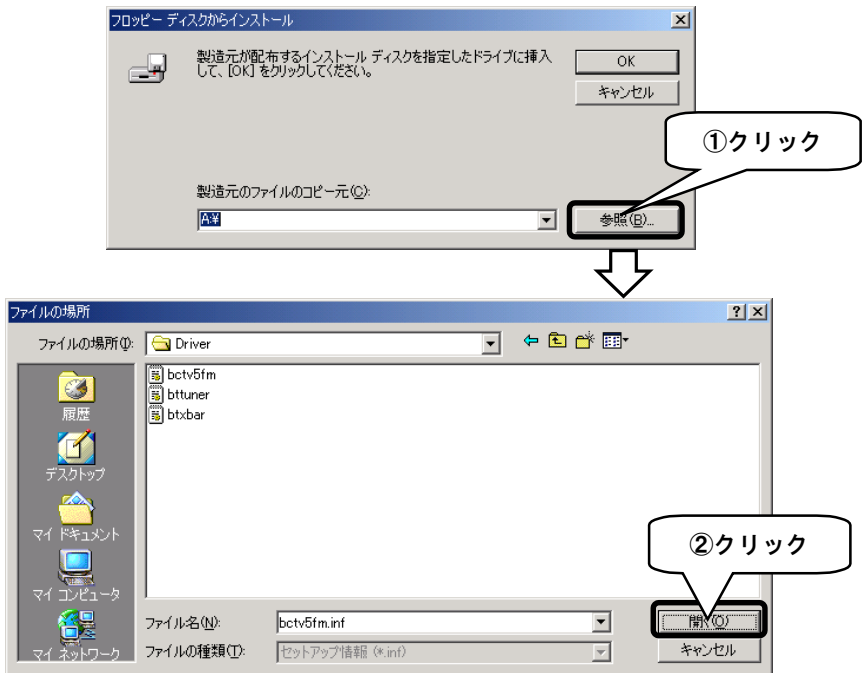 フロッピー ディスクからインストール
製造元が配布するインストール ディスクを指定したドライブに挿入
して、[OK] をクリックしてください。
OK
キャンセル
①クリック
製造元のファイルのコピー元(C):
A:¥
参照(B)...
ファイルの場所
ファイルの場所(I):
Driver
bctv5fm
bttuner
btxbar
履歴
デスクトップ
マイ ドキュメント
マイ コンピュータ
マイ ネットワーク
②クリック
ファイル名(N):
bctv5fm.inf
開く(O)
ファイルの種類(T):
セットアップ情報 (*.inf)
キャンセル